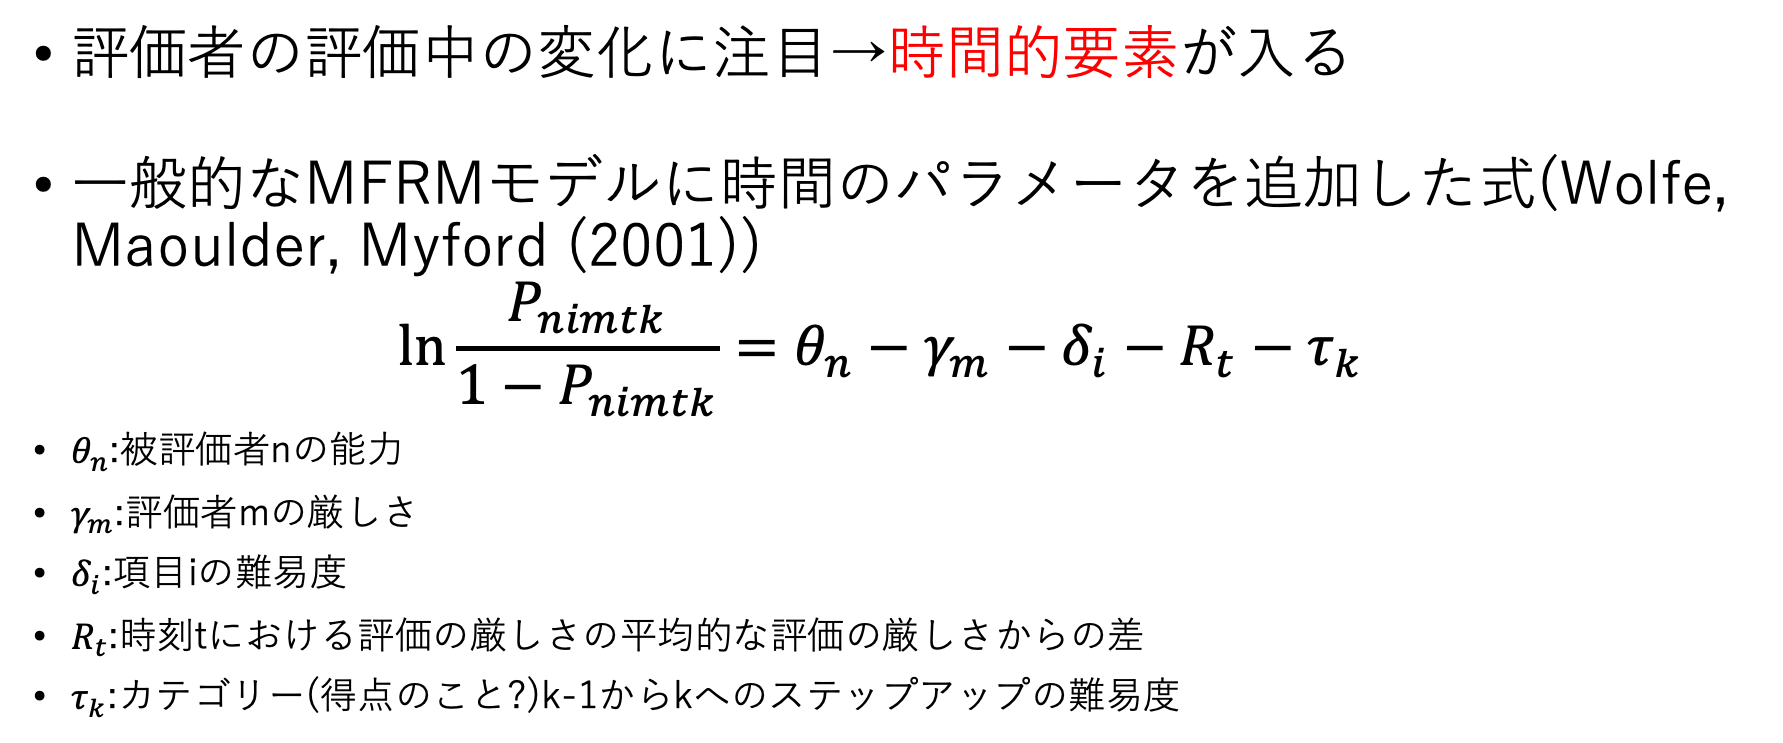 • 評価者の評価中の変化に注目→時間的要素が入る
• 一般的なMFRMモデルに時間のパラメータを追加した式(Wolfe,
Maoulder, Myford (2001))
ln P_{nimtk} / (1 − P_{nimtk}) = θ_n − γ_m − δ_i − R_t − τ_k
• θ_n:被評価者nの能力
• γ_m:評価者mの厳しさ
• δ_i:項目iの難易度
• R_t:時刻tにおける評価の厳しさの平均的な評価の厳しさからの差
• τ_k:カテゴリー(得点のこと?)k-1からkへのステップアップの難易度